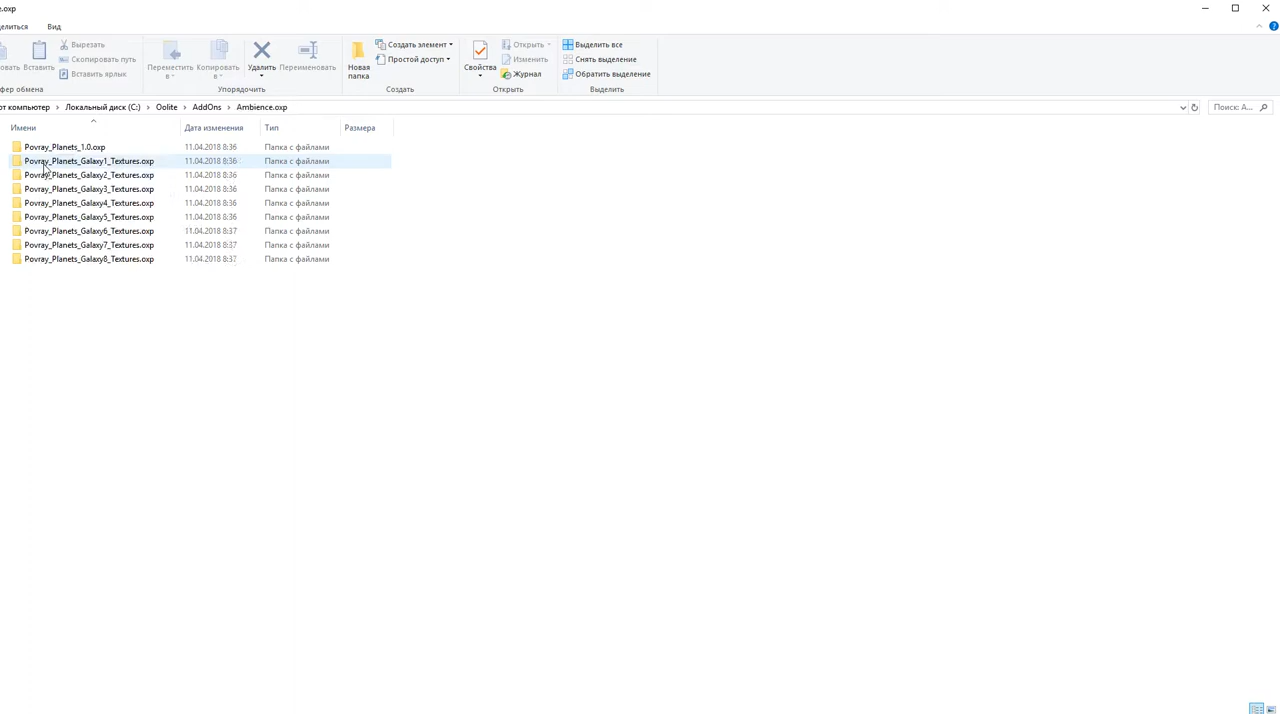 e.oxp
делиться Вид
Вырезать
Скопировать путь
Вставить ярлык
овать Вставить
фер обмена
Переместить в Копировать в Удалить Переименовать
Упорядочить
Новая папка
Создать элемент
Простой доступ
Создать
Свойства
Открыть
Изменить
Журнал
Открыть
Выделить все
Снять выделение
Обратить выделение
Выделить
от компьютер > Локальный диск (C:) > Oolite > AddOns > Ambience.oxp
Поиск: А...
Имени Дата изменения Тип Размера
Povray_Planets_1.0.oxp 11.04.2018 8:36 Папка с файлами
Povray_Planets_Galaxy1_Textures.oxp 11.04.2018 8:36 Папка с файлами
Povray_Planets_Galaxy2_Textures.oxp 11.04.2018 8:36 Папка с файлами
Povray_Planets_Galaxy3_Textures.oxp 11.04.2018 8:36 Папка с файлами
Povray_Planets_Galaxy4_Textures.oxp 11.04.2018 8:36 Папка с файлами
Povray_Planets_Galaxy5_Textures.oxp 11.04.2018 8:36 Папка с файлами
Povray_Planets_Galaxy6_Textures.oxp 11.04.2018 8:37 Папка с файлами
Povray_Planets_Galaxy7_Textures.oxp 11.04.2018 8:37 Папка с файлами
Povray_Planets_Galaxy8_Textures.oxp 11.04.2018 8:37 Папка с файлами